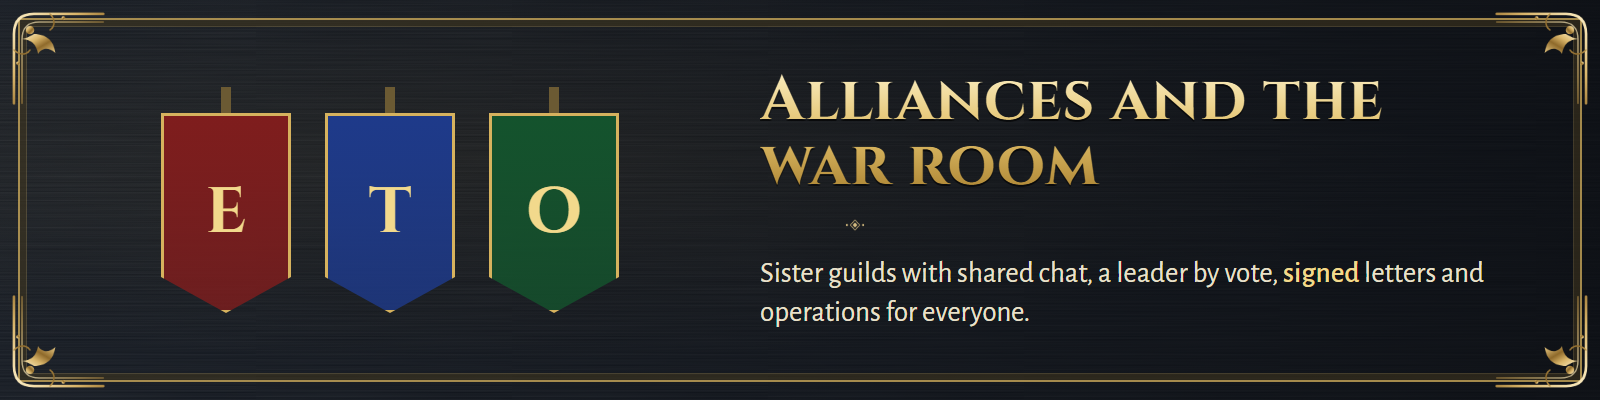 E T O
Alliances and the
war room
Sister guilds with shared chat, a leader by vote, signed letters and
operations for everyone.